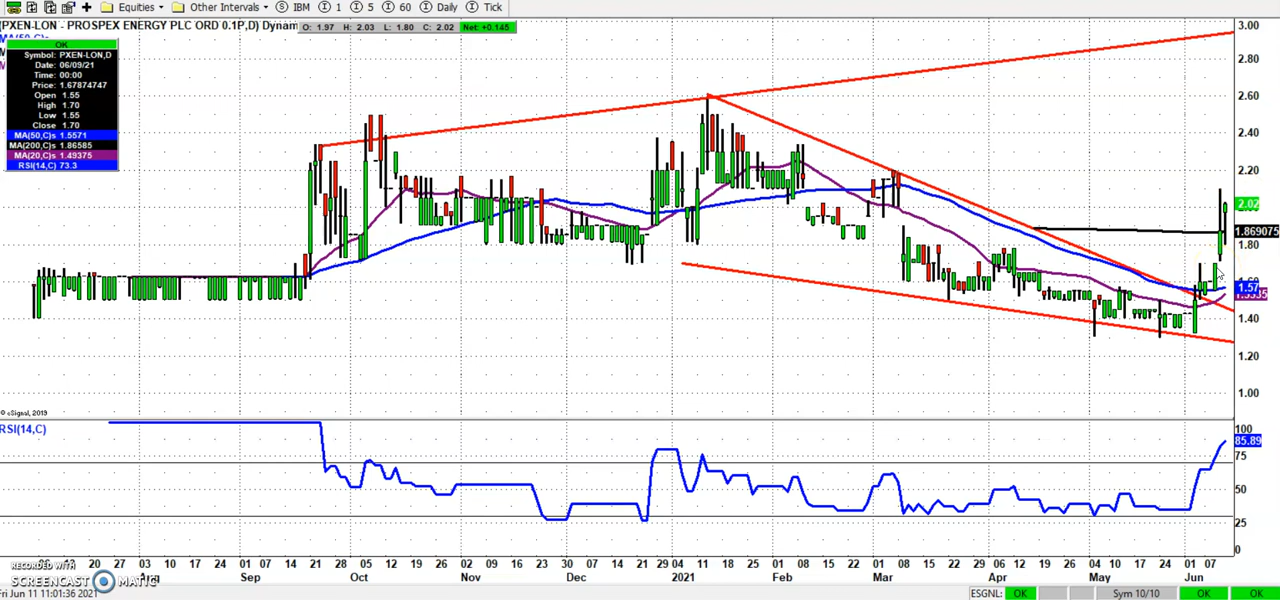 Equities Other Intervals S IBM I 1 I 5 I 60 I Daily I Tick
(PXEN-LON - PROSPEX ENERGY PLC ORD 0.1P,D) Dynam O: 1.97 H: 2.03 L: 1.80 C: 2.02 Net: +0.145
OK
Symbol: PXEN-LON,D
Date: 06/09/21
Time: 00:00
Price: 1.67874747
Open 1.55
High 1.70
Low 1.55
Close 1.70
MA(50,C)s 1.5571
MA(200,C)s 1.86585
MA(20,C)s 1.49375
RSI(14,C) 73.3
3.00
2.80
2.60
2.40
2.20
2.02
1.869075
1.80
1.57
1.40
1.20
1.00
© eSignal, 2019
RSI(14,C)
100
85.89
75
50
25
0
20 27 03 10 17 24 01 08 15 22 21 28 05 12 19 26 02 09 16 23 30 07 14 21 29 04 11 18 25 01 08 15 22 01 08 15 22 29 06 12 19 26 04 10 17 24 01 07
Aug Sep Oct Nov Dec 2021 Feb Mar Apr May Jun
RECORDED WITH
SCREENCAST MATIC
Fri Jun 11 11:01:36 2021
ESGNL: OK Sym 10/10 OK OK